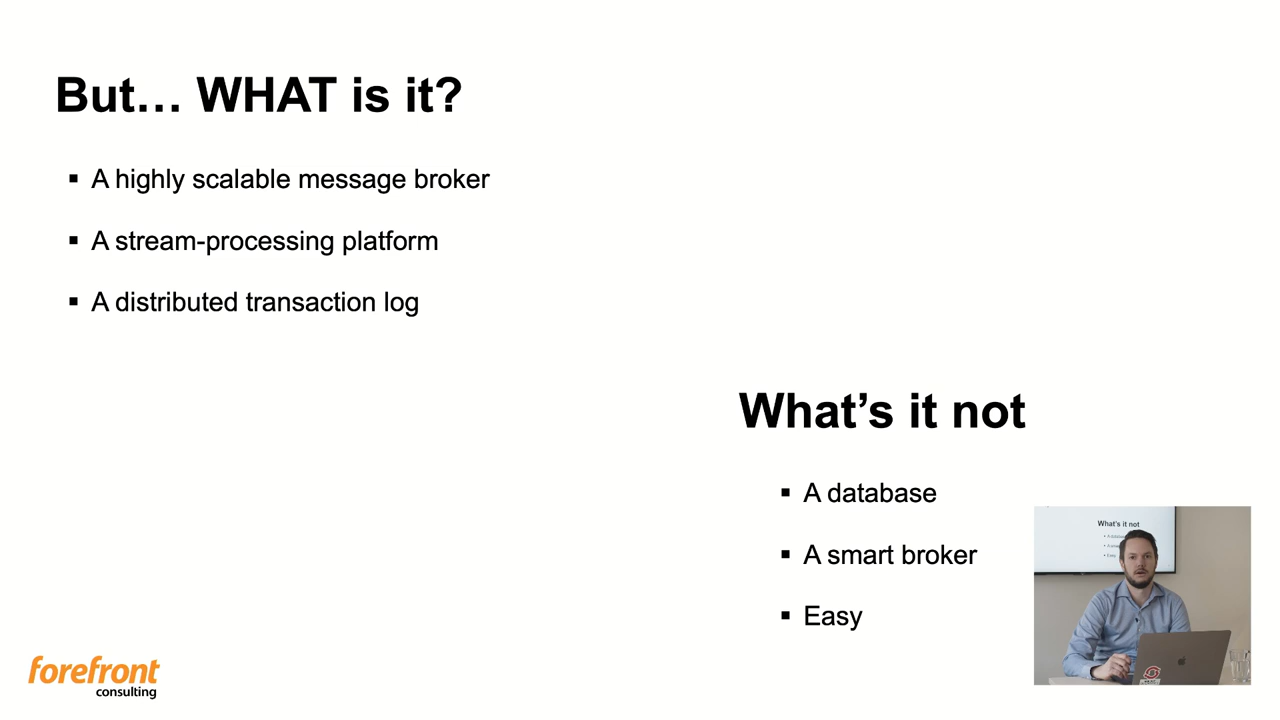 But… WHAT is it?
▪ A highly scalable message broker
▪ A stream-processing platform
▪ A distributed transaction log
What’s it not
▪ A database
▪ A smart broker
▪ Easy
What's it not
Easy
forefront
consulting